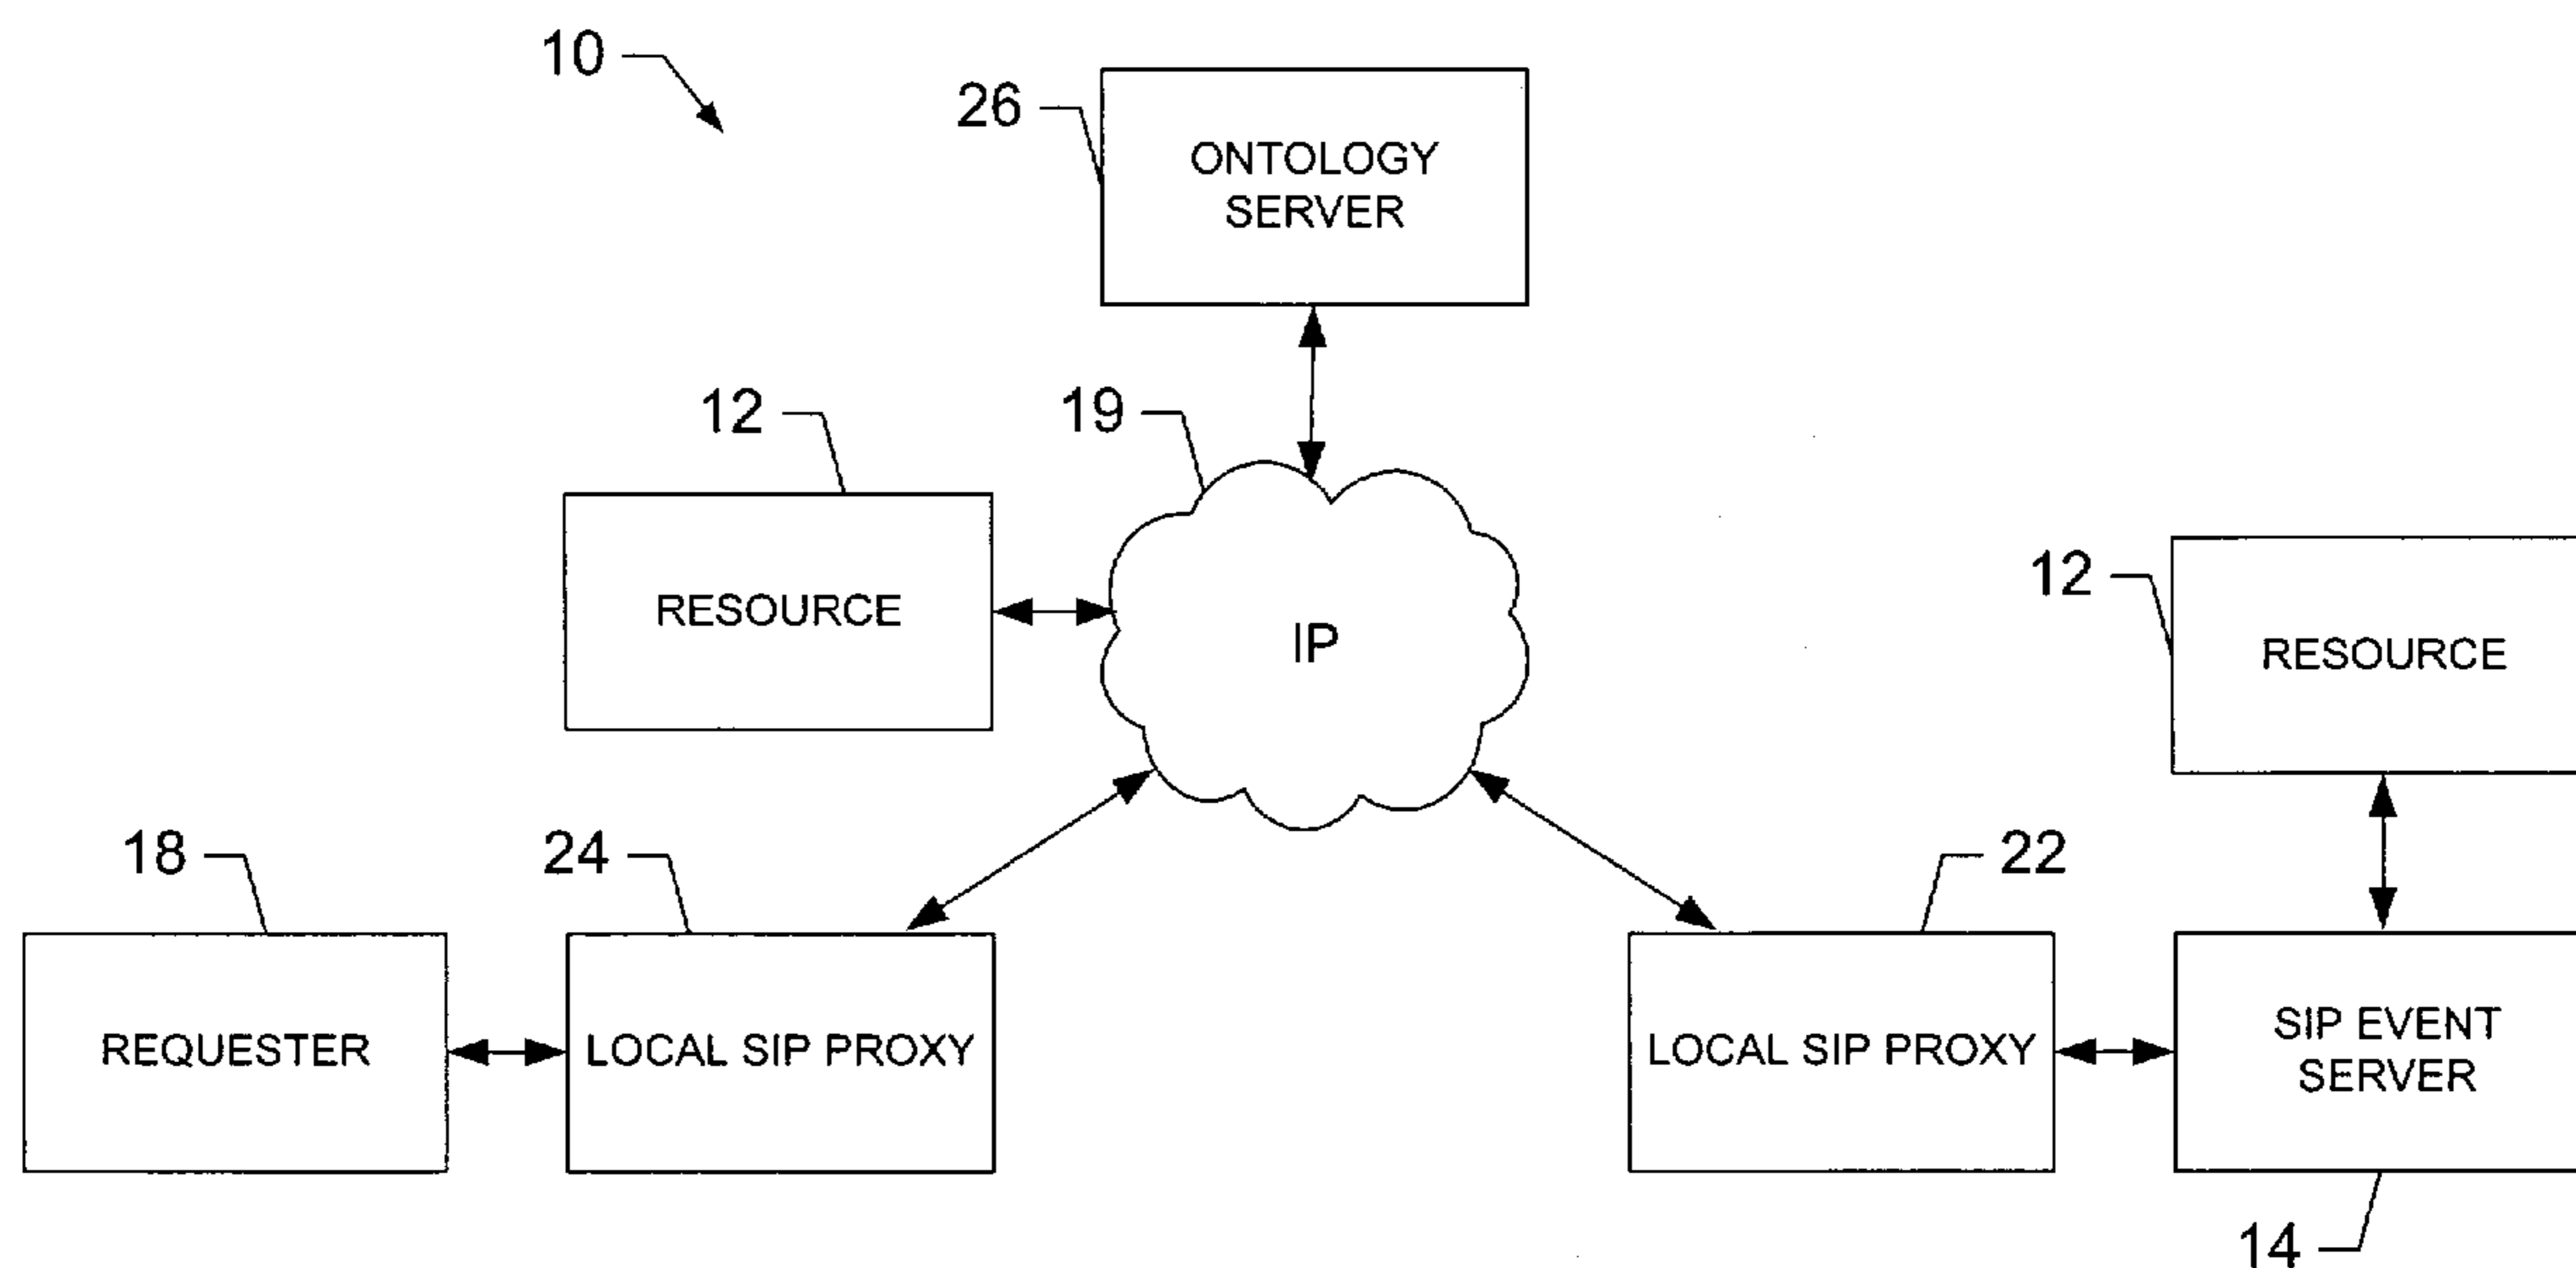 10
26
ONTOLOGY
SERVER
12
19
RESOURCE
IP
12
RESOURCE
18
24
22
REQUESTER
LOCAL SIP PROXY
LOCAL SIP PROXY
SIP EVENT
SERVER
14